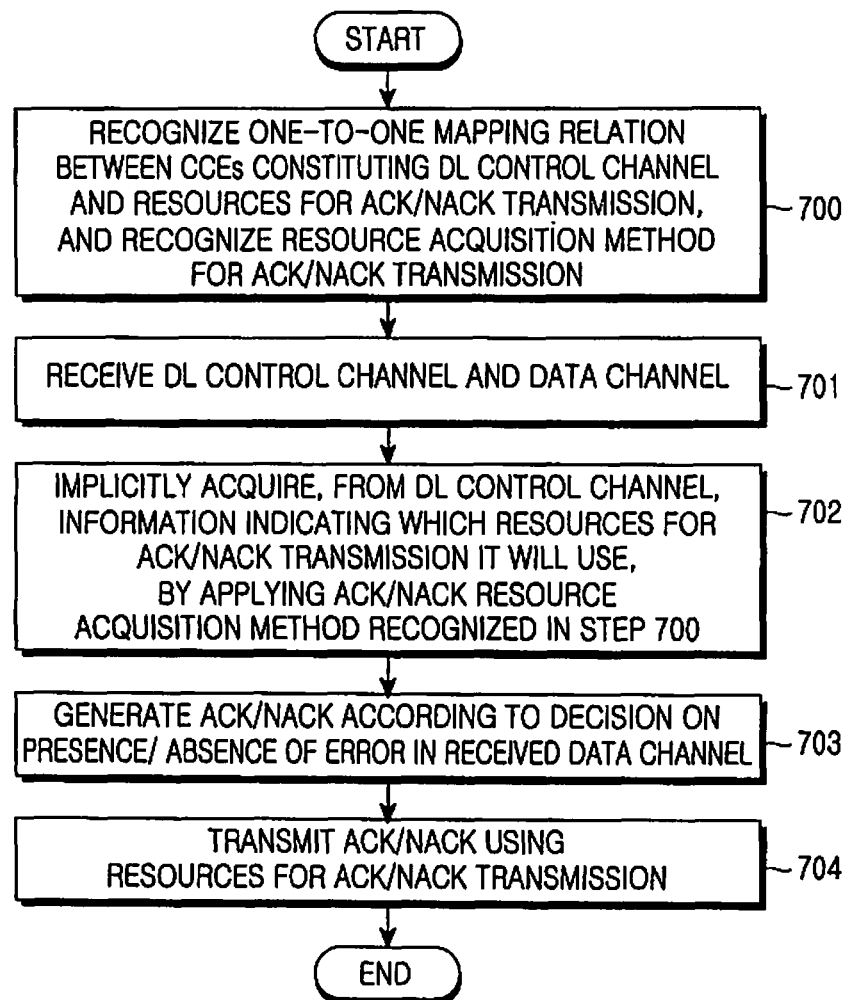 START
RECOGNIZE ONE-TO-ONE MAPPING RELATION
BETWEEN CCEs CONSTITUTING DL CONTROL CHANNEL
AND RESOURCES FOR ACK/NACK TRANSMISSION,
AND RECOGNIZE RESOURCE ACQUISITION METHOD
FOR ACK/NACK TRANSMISSION
700
RECEIVE DL CONTROL CHANNEL AND DATA CHANNEL
701
IMPLICITLY ACQUIRE, FROM DL CONTROL CHANNEL,
INFORMATION INDICATING WHICH RESOURCES FOR
ACK/NACK TRANSMISSION IT WILL USE,
BY APPLYING ACK/NACK RESOURCE
ACQUISITION METHOD RECOGNIZED IN STEP 700
702
GENERATE ACK/NACK ACCORDING TO DECISION ON
PRESENCE/ ABSENCE OF ERROR IN RECEIVED DATA CHANNEL
703
TRANSMIT ACK/NACK USING
RESOURCES FOR ACK/NACK TRANSMISSION
704
END